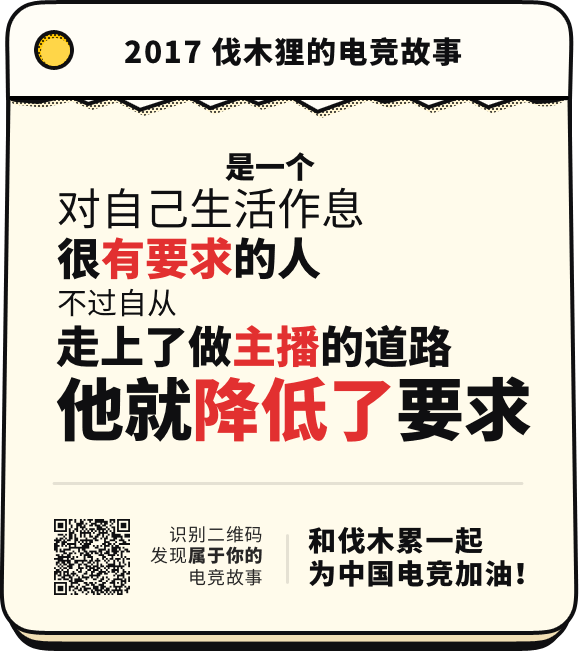 2017 伐木狸的电竞故事
是一个
对自己生活作息
很有要求的人
不过自从
走上了做主播的道路
他就降低了要求
识别二维码
发现属于你的
电竞故事
和伐木累一起
为中国电竞加油！